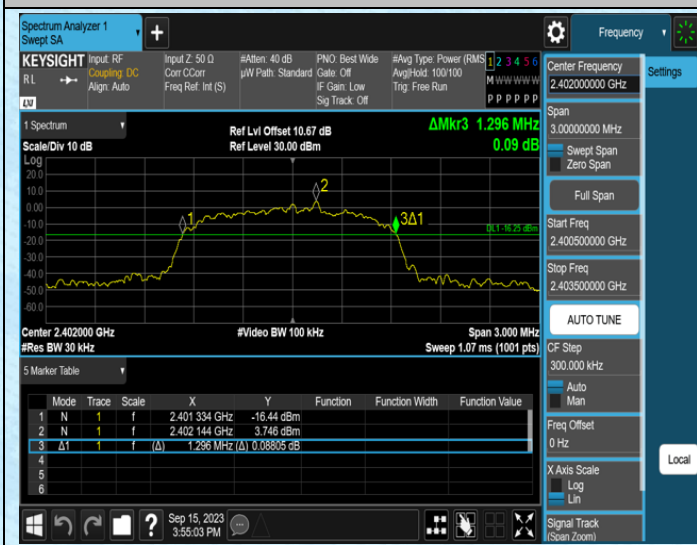 Spectrum Analyzer 1
Swept SA
Frequency
KEYSIGHT
R L
LXI
Input: RF
Coupling: DC
Align: Auto
Input Z: 50 Ω
Corr CCorr
Freq Ref: Int (S)
#Atten: 40 dB
µW Path: Standard
PNO: Best Wide
Gate: Off
IF Gain: Low
Sig Track: Off
#Avg Type: Power (RMS
Avg|Hold: 100/100
Trig: Free Run
1 2 3 4 5 6
M W W W W W
P P P P P P
1 Spectrum
Scale/Div 10 dB
Ref Lvl Offset 10.67 dB
Ref Level 30.00 dBm
ΔMkr3 1.296 MHz
0.09 dB
Log
20.0
10.0
0.00
-10.0
-20.0
-30.0
-40.0
-50.0
-60.0
1
2
3Δ1
DL1 -16.25 dBm
Center 2.402000 GHz
#Res BW 30 kHz
#Video BW 100 kHz
Span 3.000 MHz
Sweep 1.07 ms (1001 pts)
5 Marker Table
Mode Trace Scale X Y Function Function Width Function Value
1 N 1 f 2.401 334 GHz -16.44 dBm
2 N 1 f 2.402 144 GHz 3.746 dBm
3 Δ1 1 f (Δ) 1.296 MHz (Δ) 0.08805 dB
4
5
6
?
Sep 15, 2023
3:55:03 PM
Center Frequency
2.402000000 GHz
Span
3.00000000 MHz
Swept Span
Zero Span
Full Span
Start Freq
2.400500000 GHz
Stop Freq
2.403500000 GHz
AUTO TUNE
CF Step
300.000 kHz
Auto
Man
Freq Offset
0 Hz
X Axis Scale
Log
Lin
Signal Track
(Span Zoom)
Settings
Local